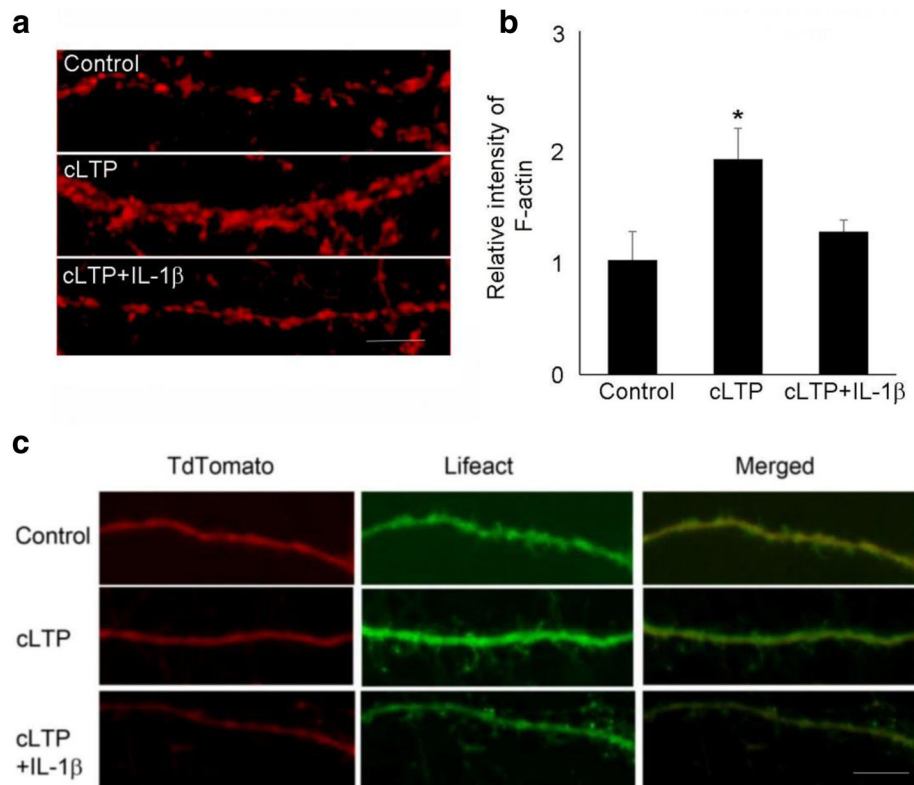 a
Control
cLTP
cLTP+IL-1β
b
3
2
1
0
*
Relative intensity of
F-actin
Control
cLTP
cLTP+IL-1β
c
TdTomato
Lifeact
Merged
Control
cLTP
cLTP
+IL-1β